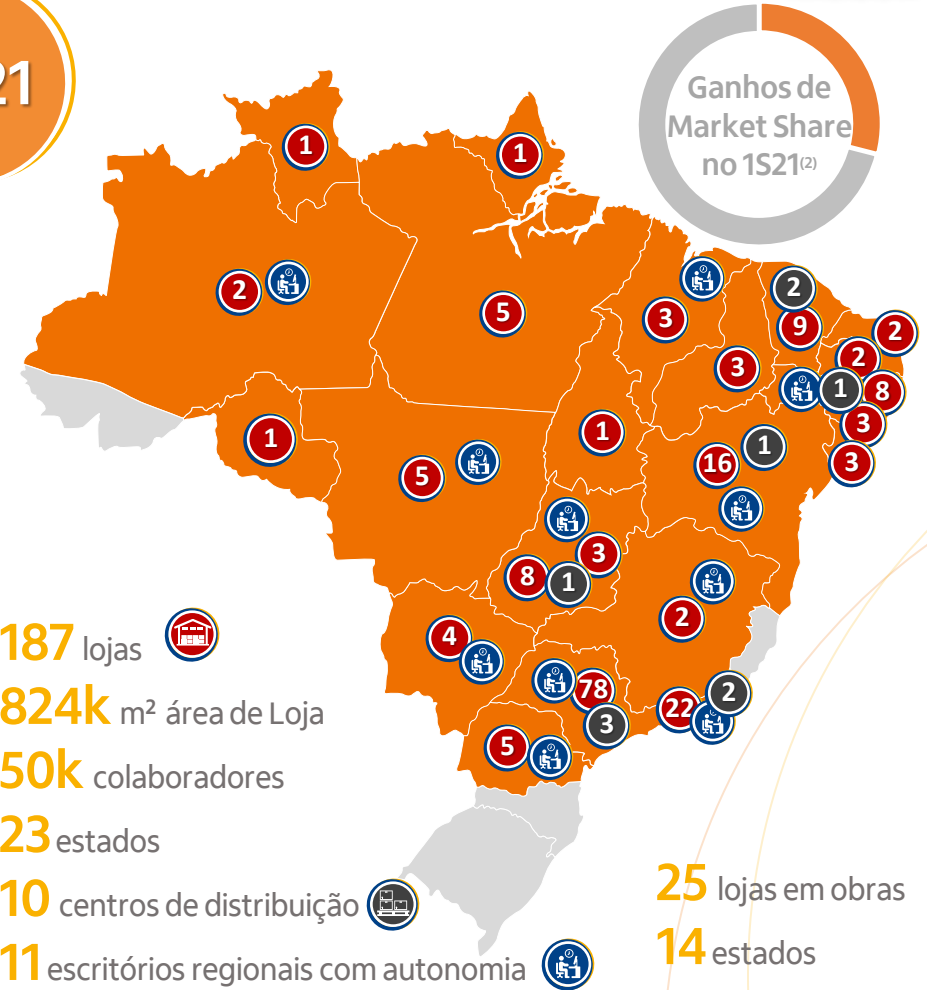 21
Ganhos de
Market Share
no 1S21(2)
1
1
2
5
3
2
9
2
3
2
1
8
3
3
1
1
5
16
1
3
8
1
2
4
78
22
2
3
5
187 lojas
824k m² área de Loja
50k colaboradores
23 estados
10 centros de distribuição
11 escritórios regionais com autonomia
25 lojas em obras
14 estados